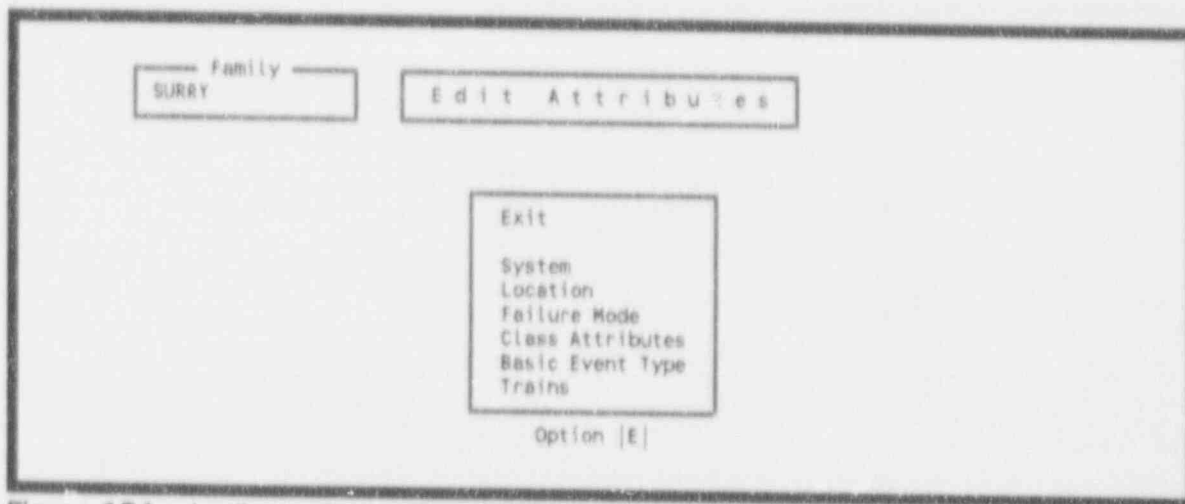 Family
SURRY
Edit Attributes
Exit
System
Location
Failure Mode
Class Attributes
Basic Event Type
Trains
Option |E|